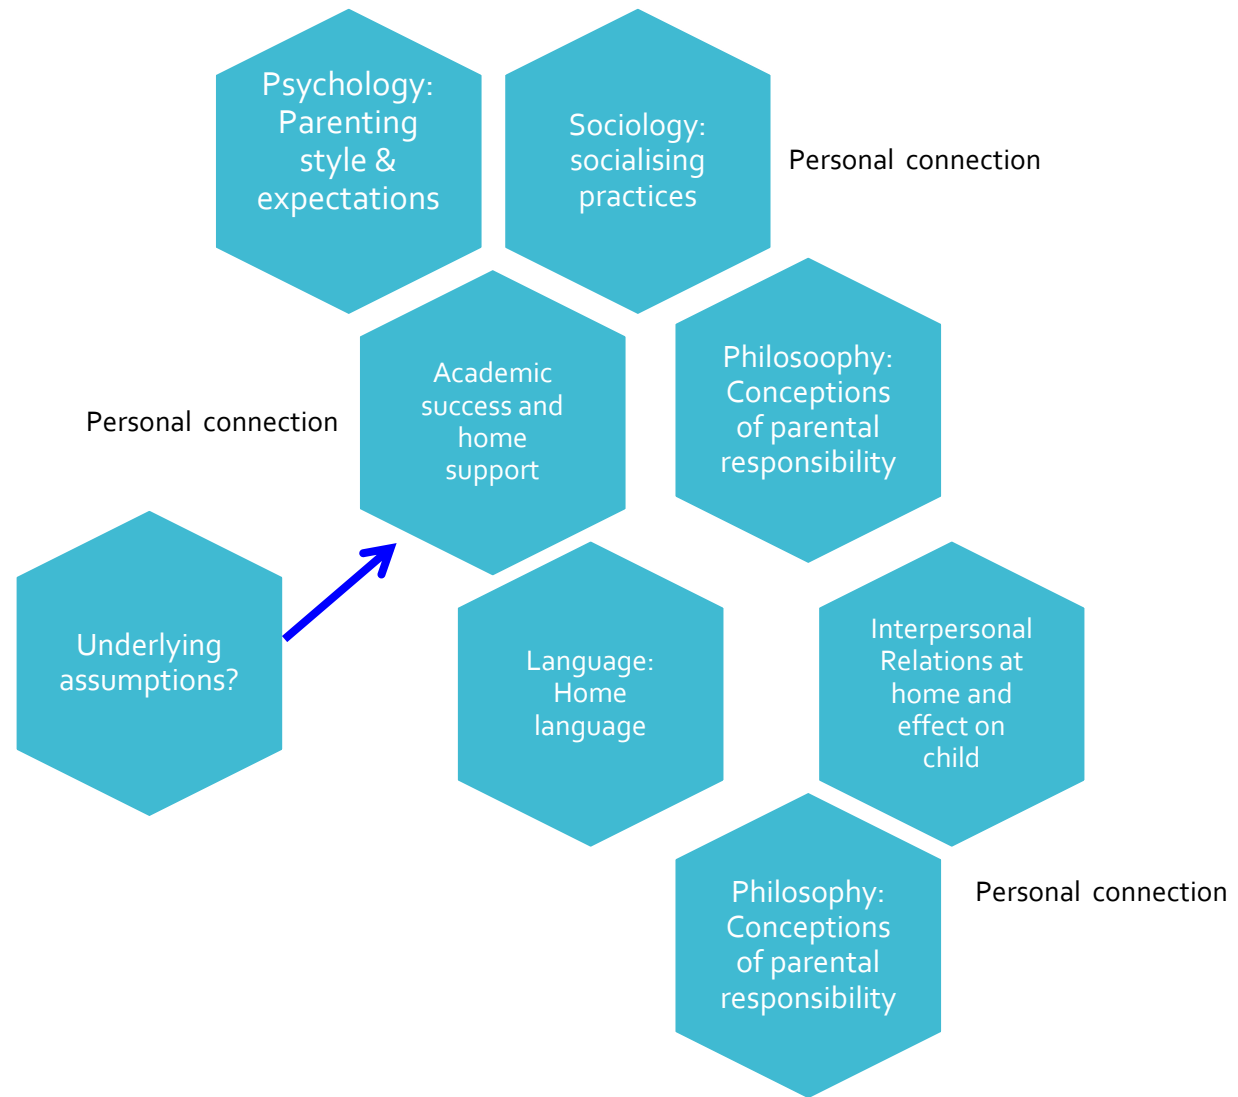 Psychology:
Parenting
style &
expectations
Sociology:
socialising
practices
Personal connection
Academic
success and
home
support
Personal connection
Philosoophy:
Conceptions
of parental
responsibility
Underlying
assumptions?
Language:
Home
language
Interpersonal
Relations at
home and
effect on
child
Philosophy:
Conceptions
of parental
responsibility
Personal connection